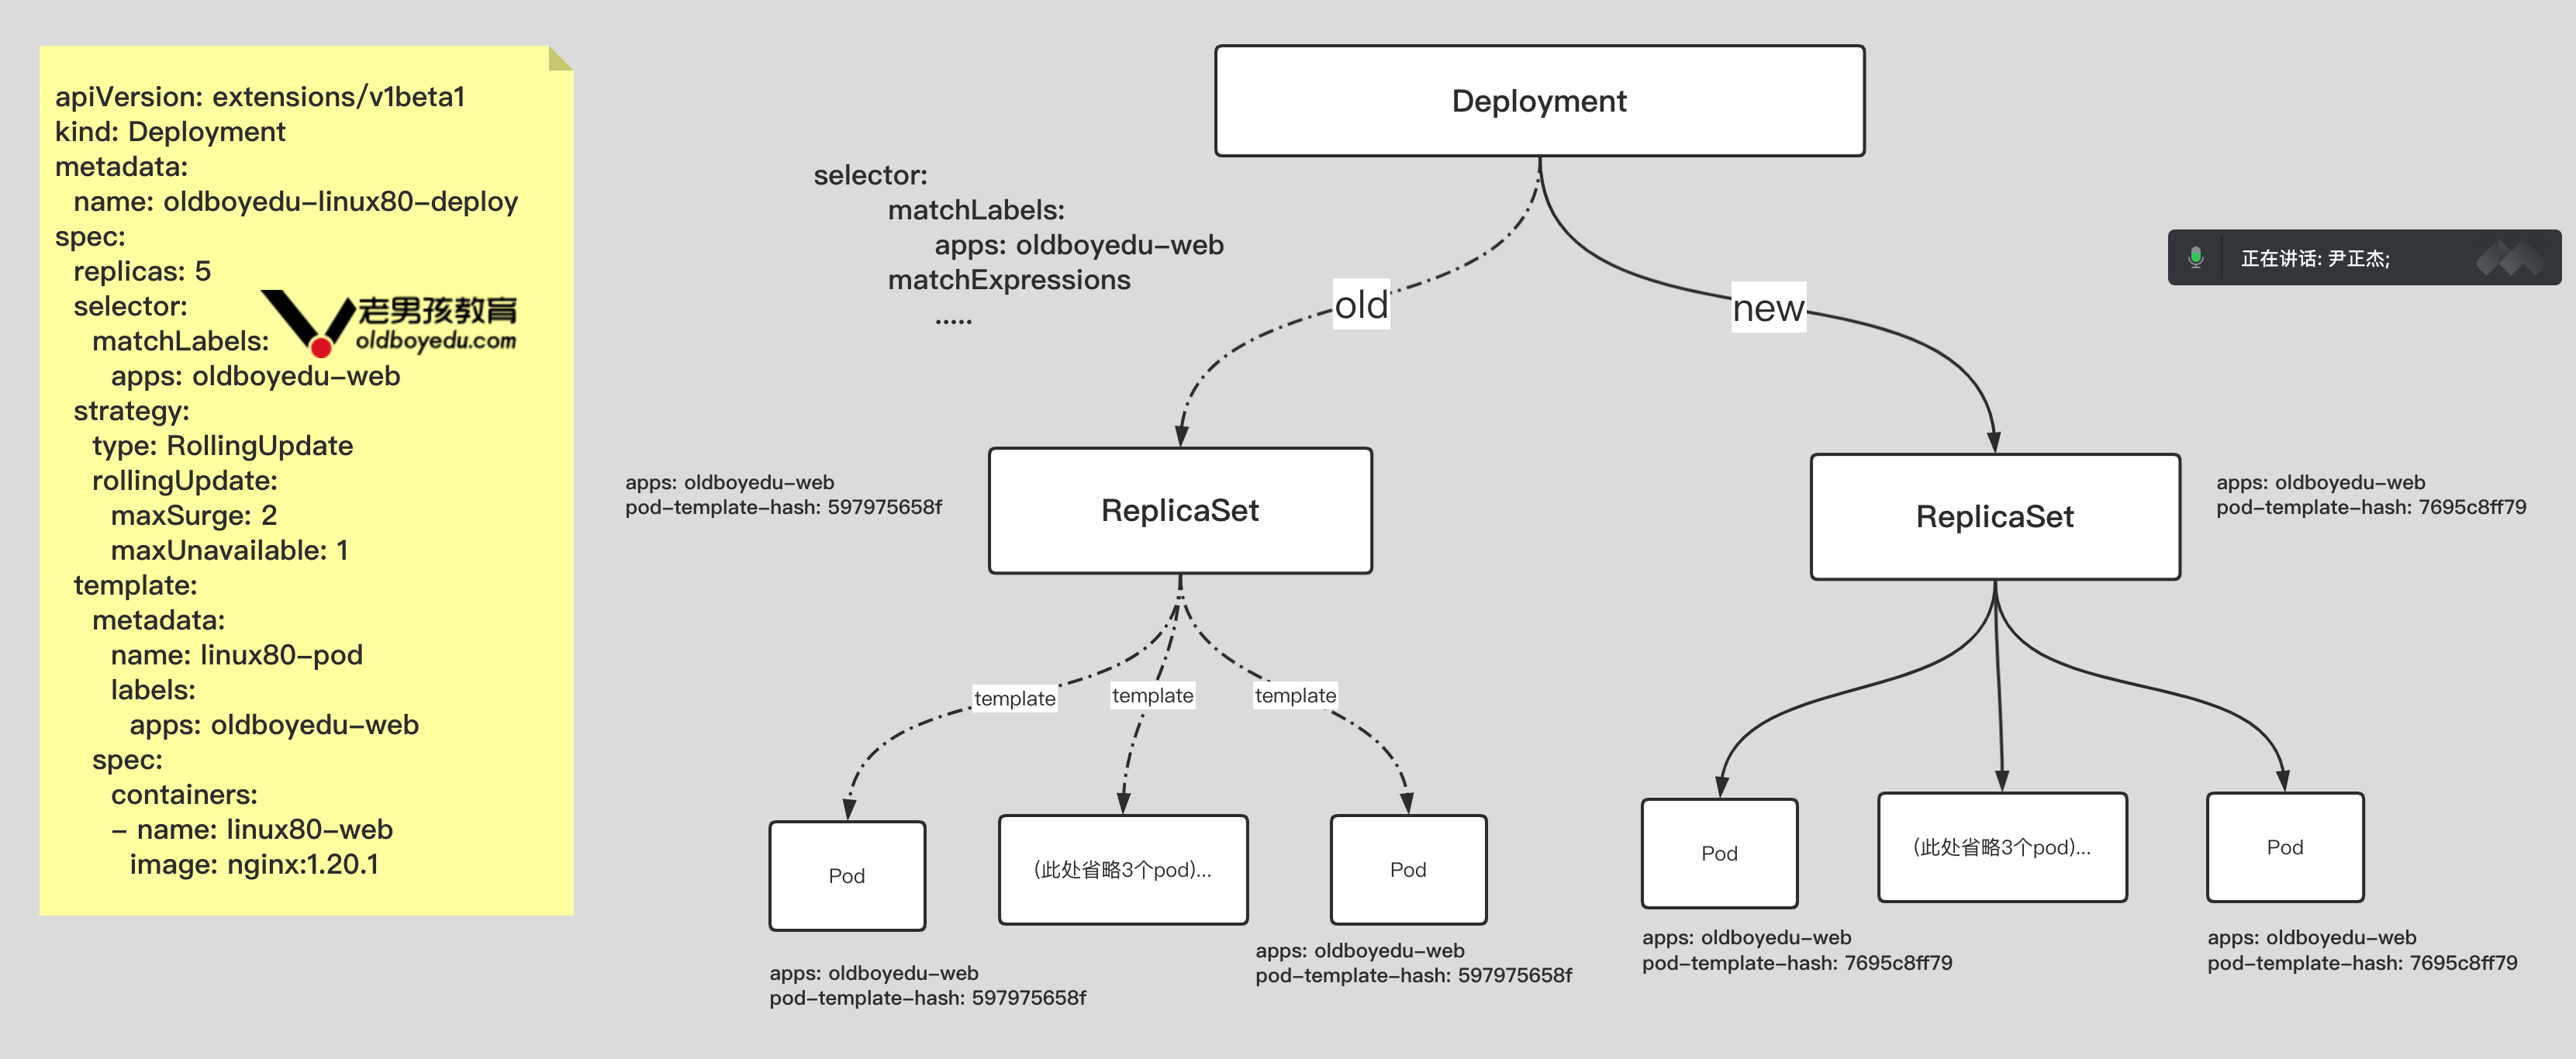 apiVersion: extensions/v1beta1
kind: Deployment
metadata:
  name: oldboyedu-linux80-deploy
spec:
  replicas: 5
  selector:
    matchLabels:
      apps: oldboyedu-web
  strategy:
    type: RollingUpdate
    rollingUpdate:
      maxSurge: 2
      maxUnavailable: 1
  template:
    metadata:
      name: linux80-pod
      labels:
        apps: oldboyedu-web
    spec:
      containers:
      - name: linux80-web
        image: nginx:1.20.1
老男孩教育
oldboyedu.com
Deployment
selector:
matchLabels:
apps: oldboyedu-web
matchExpressions
.....
old
new
正在讲话: 尹正杰;
apps: oldboyedu-web
pod-template-hash: 597975658f
ReplicaSet
ReplicaSet
apps: oldboyedu-web
pod-template-hash: 7695c8ff79
template
template
template
Pod
(此处省略3个pod)...
Pod
Pod
(此处省略3个pod)...
Pod
apps: oldboyedu-web
pod-template-hash: 597975658f
apps: oldboyedu-web
pod-template-hash: 597975658f
apps: oldboyedu-web
pod-template-hash: 7695c8ff79
apps: oldboyedu-web
pod-template-hash: 7695c8ff79